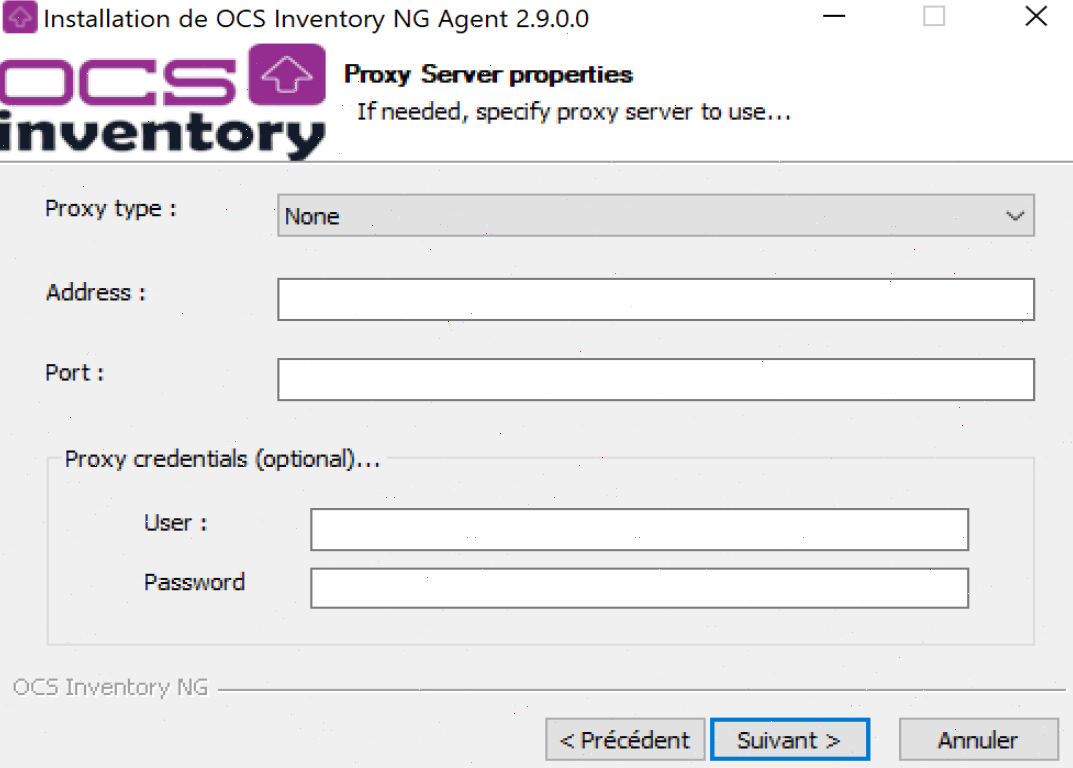 Installation de OCS Inventory NG Agent 2.9.0.0
OCS
inventory
Proxy Server properties
If needed, specify proxy server to use...
Proxy type :
None
Address :
Port :
Proxy credentials (optional)...
User :
Password
OCS Inventory NG
< Précédent
Suivant >
Annuler